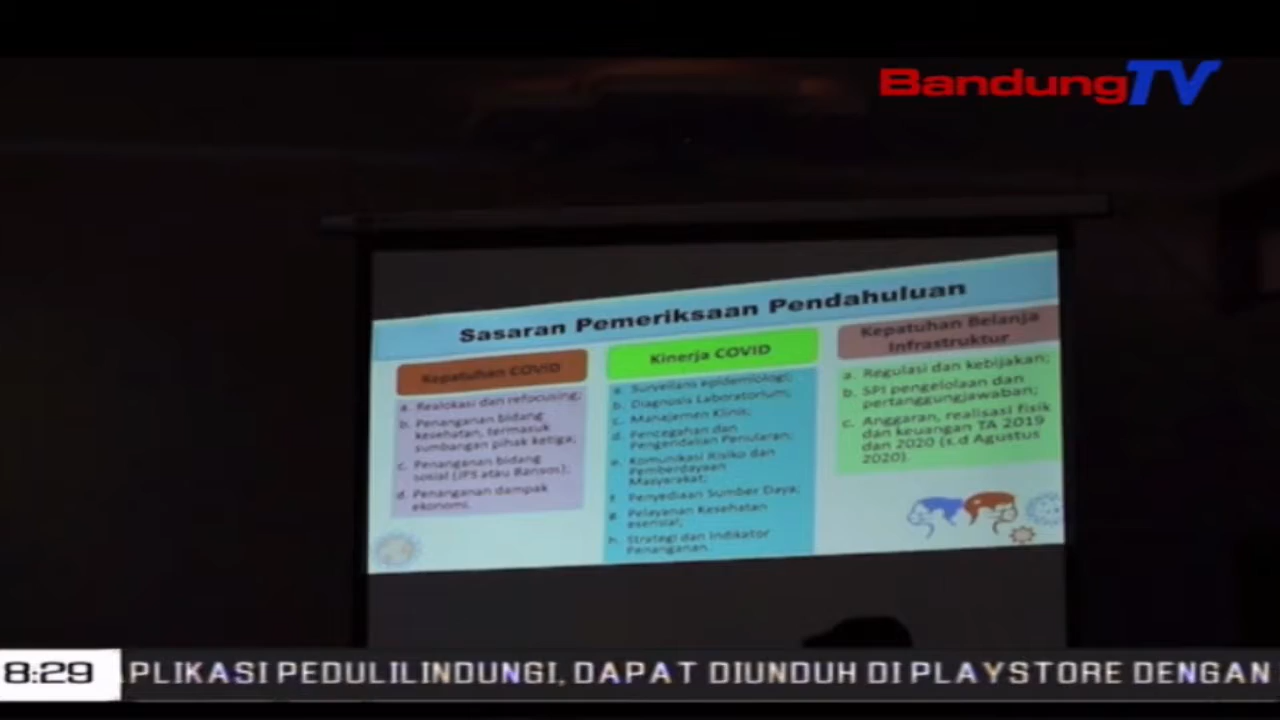 BandungTV
Sasaran Pemeriksaan Pendahuluan
Kepatuhan COVID
a. Realokasi dan refocusing;
b. Penanganan bidang
kesehatan, termasuk
sumbangan pihak ketiga;
c. Penanganan bidang
sosial (JPS atau Bansos);
d. Penanganan dampak
ekonomi.
Kinerja COVID
a. Surveilans epidemiologi;
b. Diagnosis Laboratorium;
c. Manajemen Klinis;
d. Pencegahan dan
Pengendalian Penularan;
e. Komunikasi Risiko dan
Pemberdayaan
Masyarakat;
f. Penyediaan Sumber Daya;
g. Pelayanan Kesehatan
esensial;
h. Strategi dan Indikator
Penanganan.
Kepatuhan Belanja
Infrastruktur
a. Regulasi dan kebijakan;
b. SPI pengelolaan dan
pertanggungjawaban;
c. Anggaran, realisasi fisik
dan keuangan TA 2019
dan 2020 (s.d Agustus
2020).
8:29
PLIKASI PEDULILINDUNGI, DAPAT DIUNDUH DI PLAYSTORE DENGAN